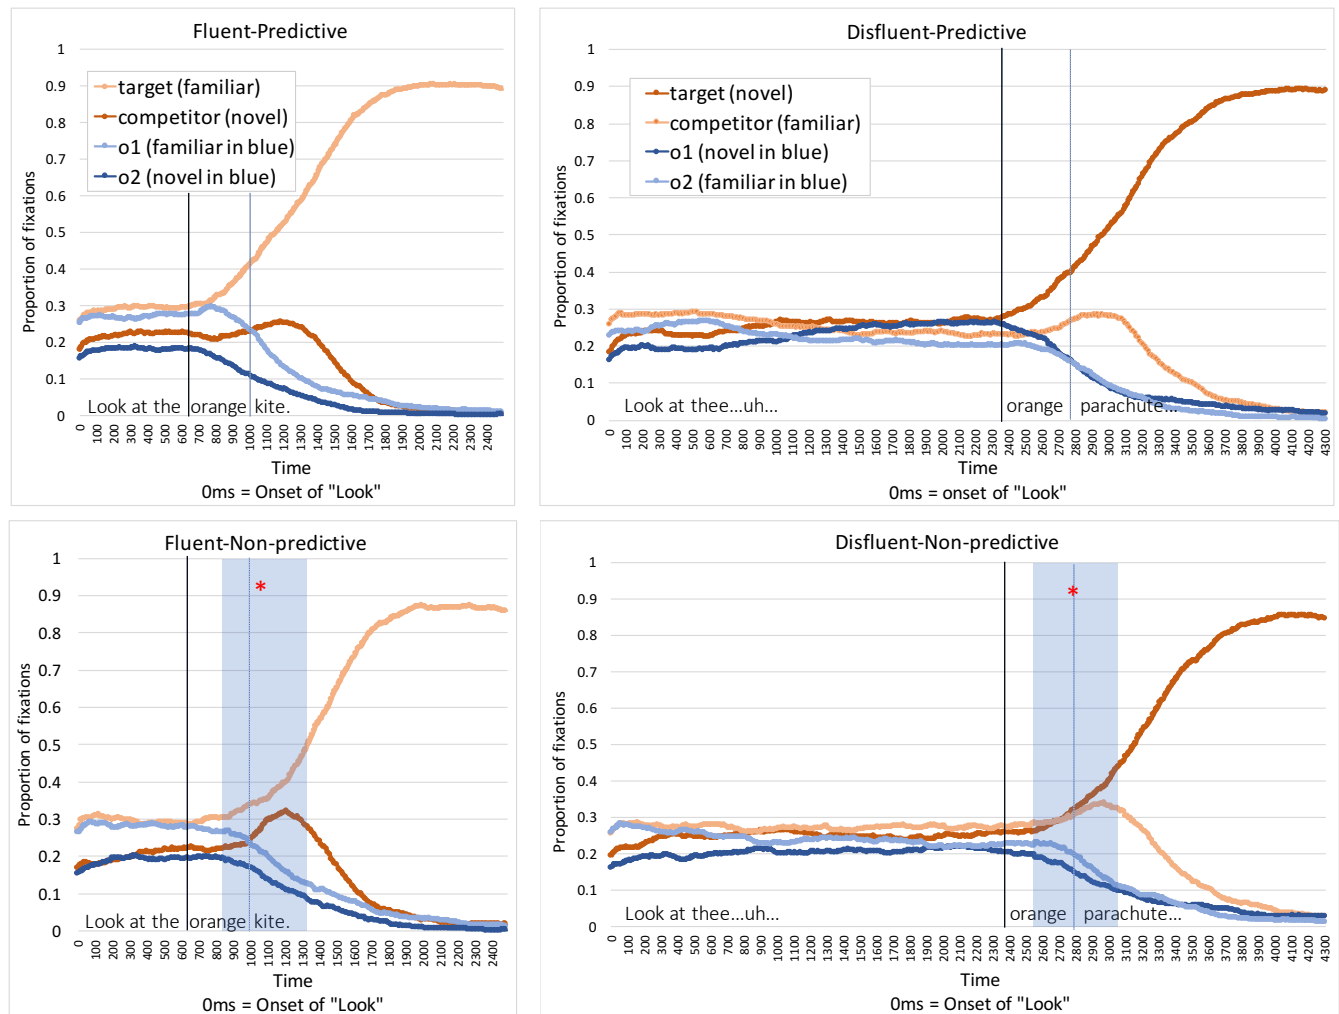 Fluent-Predictive
1
0.9
0.8
0.7
0.6
0.5
0.4
0.3
0.2
0.1
0
Proportion of fixations
target (familiar)
competitor (novel)
o1 (familiar in blue)
o2 (novel in blue)
Look at the orange kite.
0 100 200 300 400 500 600 700 800 900 1000 1100 1200 1300 1400 1500 1600 1700 1800 1900 2000 2100 2200 2300 2400
Time
0ms = Onset of "Look"
Disfluent-Predictive
1
0.9
0.8
0.7
0.6
0.5
0.4
0.3
0.2
0.1
0
Proportion of fixations
target (novel)
competitor (familiar)
o1 (novel in blue)
o2 (familiar in blue)
Look at thee...uh... orange parachute...
0 100 200 300 400 500 600 700 800 900 1000 1100 1200 1300 1400 1500 1600 1700 1800 1900 2000 2100 2200 2300 2400 2500 2600 2700 2800 2900 3000 3100 3200 3300 3400 3500 3600 3700 3800 3900 4000 4100 4200 4300
Time
0ms = onset of "Look"
Fluent-Non-predictive
1
0.9
0.8
0.7
0.6
0.5
0.4
0.3
0.2
0.1
0
Proportion of fixations
*
Look at the orange kite.
0 100 200 300 400 500 600 700 800 900 1000 1100 1200 1300 1400 1500 1600 1700 1800 1900 2000 2100 2200 2300 2400
Time
0ms = Onset of "Look"
Disfluent-Non-predictive
1
0.9
0.8
0.7
0.6
0.5
0.4
0.3
0.2
0.1
0
Proportion of fixations
*
Look at thee...uh... orange parachute...
0 100 200 300 400 500 600 700 800 900 1000 1100 1200 1300 1400 1500 1600 1700 1800 1900 2000 2100 2200 2300 2400 2500 2600 2700 2800 2900 3000 3100 3200 3300 3400 3500 3600 3700 3800 3900 4000 4100 4200 4300
Time
0ms = Onset of "Look"